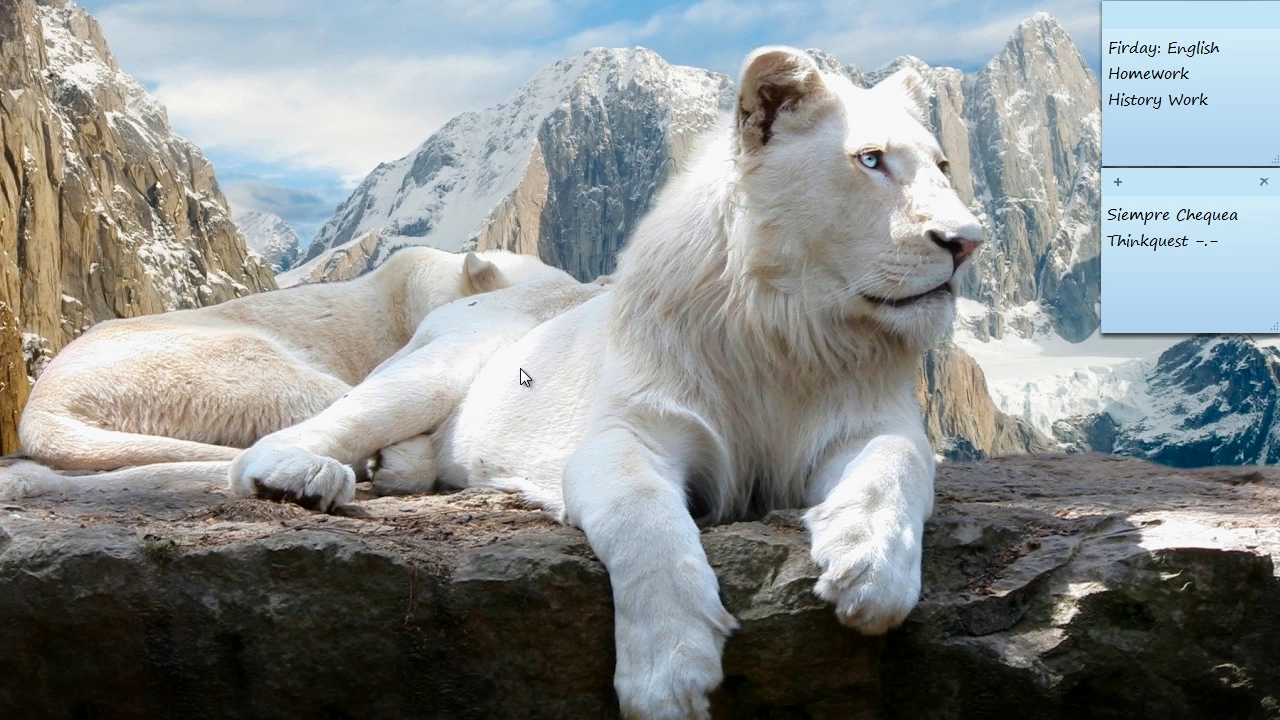 Firday: English
Homework
History Work
Siempre Chequea
Thinkquest -.-